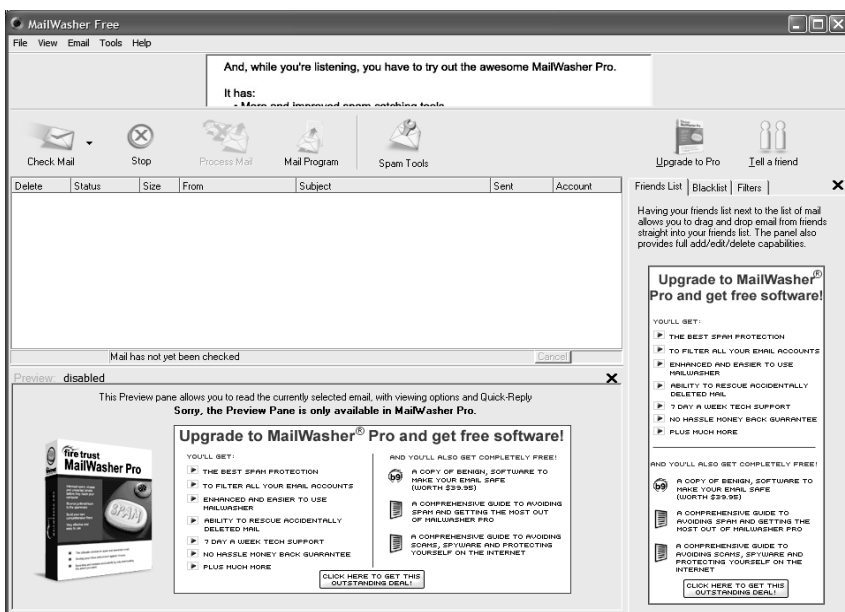 MailWasher Free
File View Email Tools Help
And, while you're listening, you have to try out the awesome MailWasher Pro.
It has:
• More and improved spam catching tools
Check Mail Stop Process Mail Mail Program Spam Tools Upgrade to Pro Tell a friend
Delete Status Size From Subject Sent Account
Mail has not yet been checked Cancel
Friends List Blacklist Filters
Having your friends list next to the list of mail
allows you to drag and drop email from friends
straight into your friends list. The panel also
provides full add/edit/delete capabilities.
Upgrade to MailWasher®
Pro and get free software!
YOU'LL GET:
THE BEST SPAM PROTECTION
TO FILTER ALL YOUR EMAIL ACCOUNTS
ENHANCED AND EASIER TO USE
MAILWASHER
ABILITY TO RESCUE ACCIDENTALLY
DELETED MAIL
7 DAY A WEEK TECH SUPPORT
NO HASSLE MONEY BACK GUARANTEE
PLUS MUCH MORE
AND YOU'LL ALSO GET COMPLETELY FREE!
b9
A COPY OF BENIGN, SOFTWARE TO
MAKE YOUR EMAIL SAFE
(WORTH $39.95)
A COMPREHENSIVE GUIDE TO
AVOIDING SPAM AND GETTING THE
MOST OUT OF MAILWASHER PRO
A COMPREHENSIVE GUIDE TO
AVOIDING SCAMS, SPYWARE AND
PROTECTING YOURSELF ON THE
INTERNET
CLICK HERE TO GET THIS
OUTSTANDING DEAL!
Preview: disabled
This Preview pane allows you to read the currently selected email, with viewing options and Quick-Reply
Sorry, the Preview Pane is only available in MailWasher Pro.
fire trust
MailWasher Pro
SPAM
Upgrade to MailWasher® Pro and get free software!
YOU'LL GET:
THE BEST SPAM PROTECTION
TO FILTER ALL YOUR EMAIL ACCOUNTS
ENHANCED AND EASIER TO USE
MAILWASHER
ABILITY TO RESCUE ACCIDENTALLY
DELETED MAIL
7 DAY A WEEK TECH SUPPORT
NO HASSLE MONEY BACK GUARANTEE
PLUS MUCH MORE
AND YOU'LL ALSO GET COMPLETELY FREE!
b9
A COPY OF BENIGN, SOFTWARE TO
MAKE YOUR EMAIL SAFE
(WORTH $39.95)
A COMPREHENSIVE GUIDE TO AVOIDING
SPAM AND GETTING THE MOST OUT
OF MAILWASHER PRO
A COMPREHENSIVE GUIDE TO AVOIDING
SCAMS, SPYWARE AND PROTECTING
YOURSELF ON THE INTERNET
CLICK HERE TO GET THIS
OUTSTANDING DEAL!